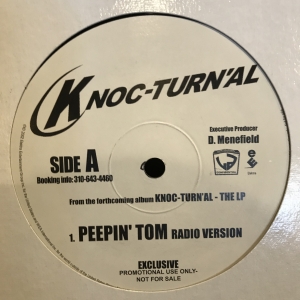 KNOC-TURN'AL
Executive Producer
D. Menefield
SIDE A
Booking info: 310-643-4460
From the forthcoming album KNOC-TURN'AL - THE LP
1. PEEPIN' TOM RADIO VERSION
EXCLUSIVE
PROMOTIONAL USE ONLY-
NOT FOR SALE